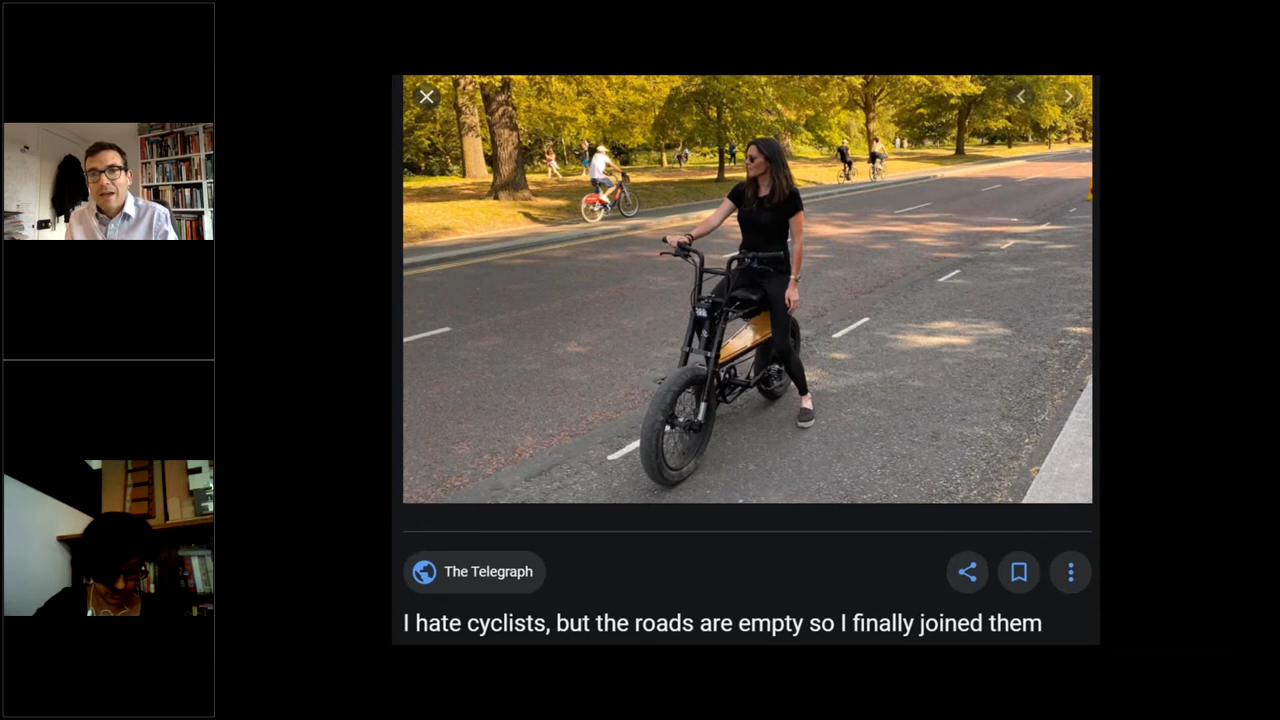 The Telegraph
I hate cyclists, but the roads are empty so I finally joined them